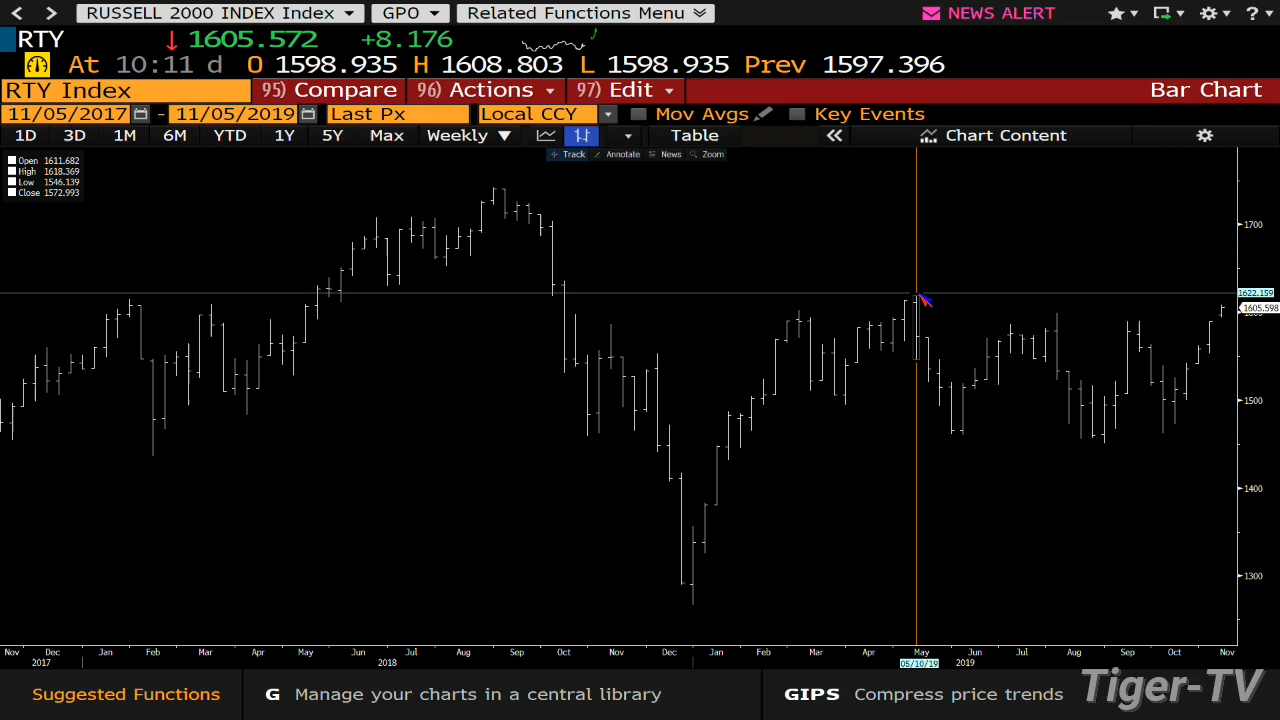 RUSSELL 2000 INDEX Index GPO Related Functions Menu NEWS ALERT ?
RTY ↓ 1605.572 +8.176
At 10:11 d O 1598.935 H 1608.803 L 1598.935 Prev 1597.396
RTY Index 95) Compare 96) Actions 97) Edit Bar Chart
11/05/2017 - 11/05/2019 Last Px Local CCY Mov Avgs Key Events
1D 3D 1M 6M YTD 1Y 5Y Max Weekly Table Chart Content
Track Annotate News Zoom
Open 1611.682
High 1618.369
Low 1546.139
Close 1572.993
1700
1622.159
1605.598
1500
1400
1300
Nov Dec Jan Feb Mar Apr May Jun Jul Aug Sep Oct Nov Dec Jan Feb Mar Apr May Jun Jul Aug Sep Oct Nov
2017 2018 05/10/19 2019
Suggested Functions G Manage your charts in a central library GIPS Compress price trends
Tiger-TV